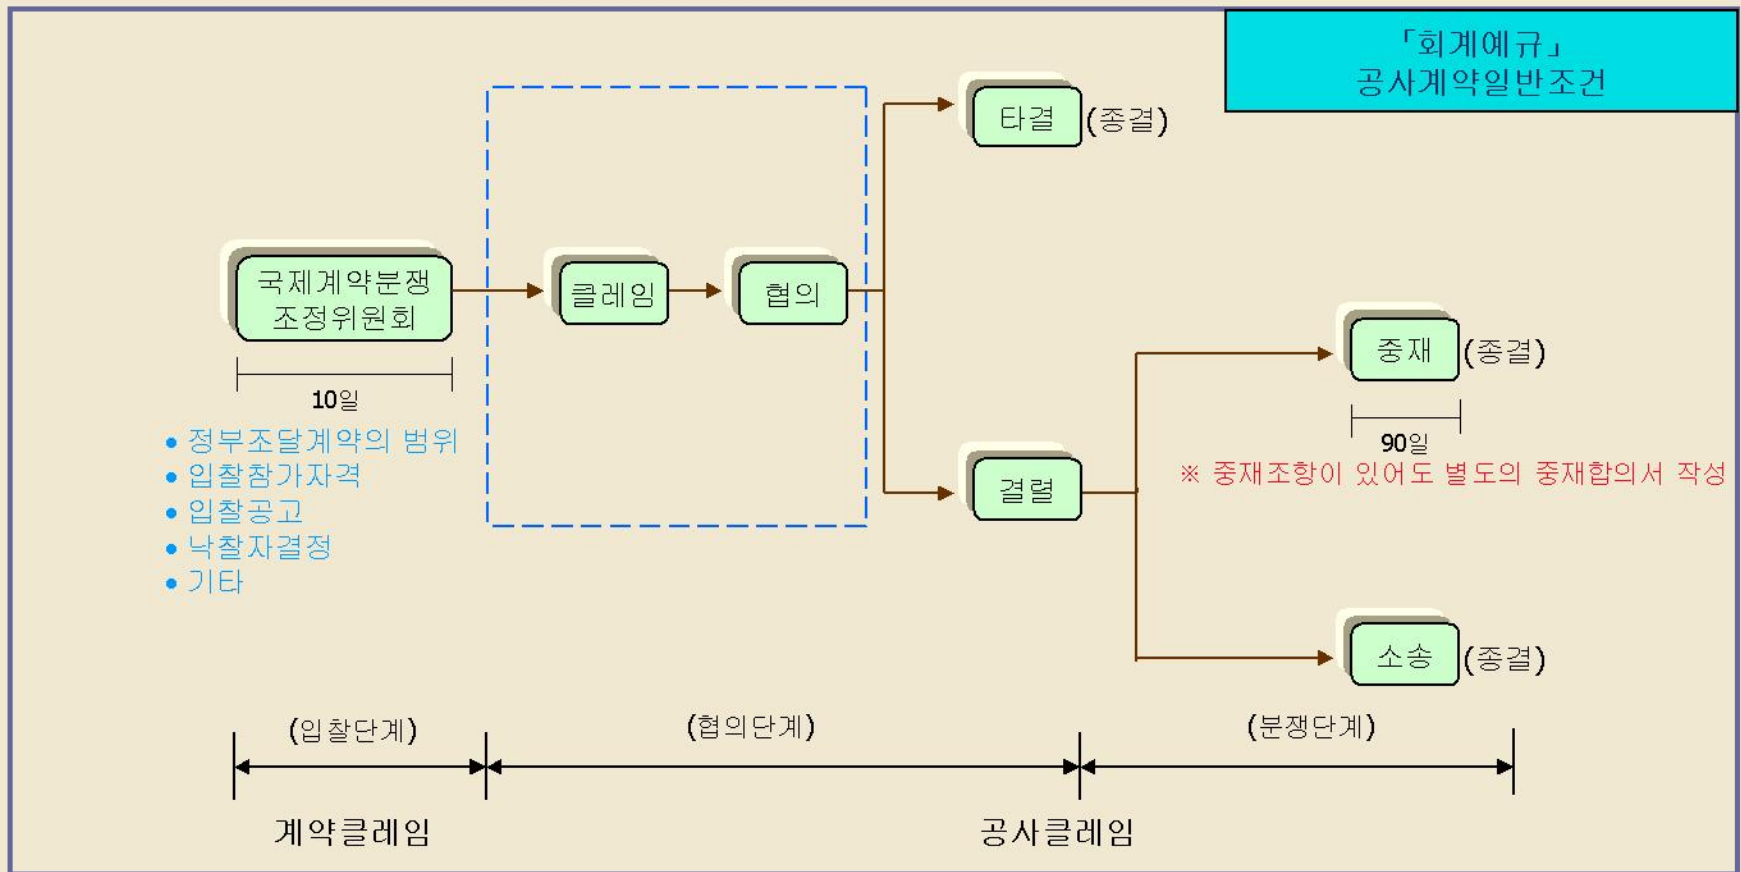 「회계예규」
공사계약일반조건
타결 (종결)
국제계약분쟁
조정위원회
클레임
협의
10일
• 정부조달계약의 범위
• 입찰참가자격
• 입찰공고
• 낙찰자결정
• 기타
중재 (종결)
90일
※ 중재조항이 있어도 별도의 중재합의서 작성
결렬
소송 (종결)
(입찰단계)
(협의단계)
(분쟁단계)
계약클레임
공사클레임